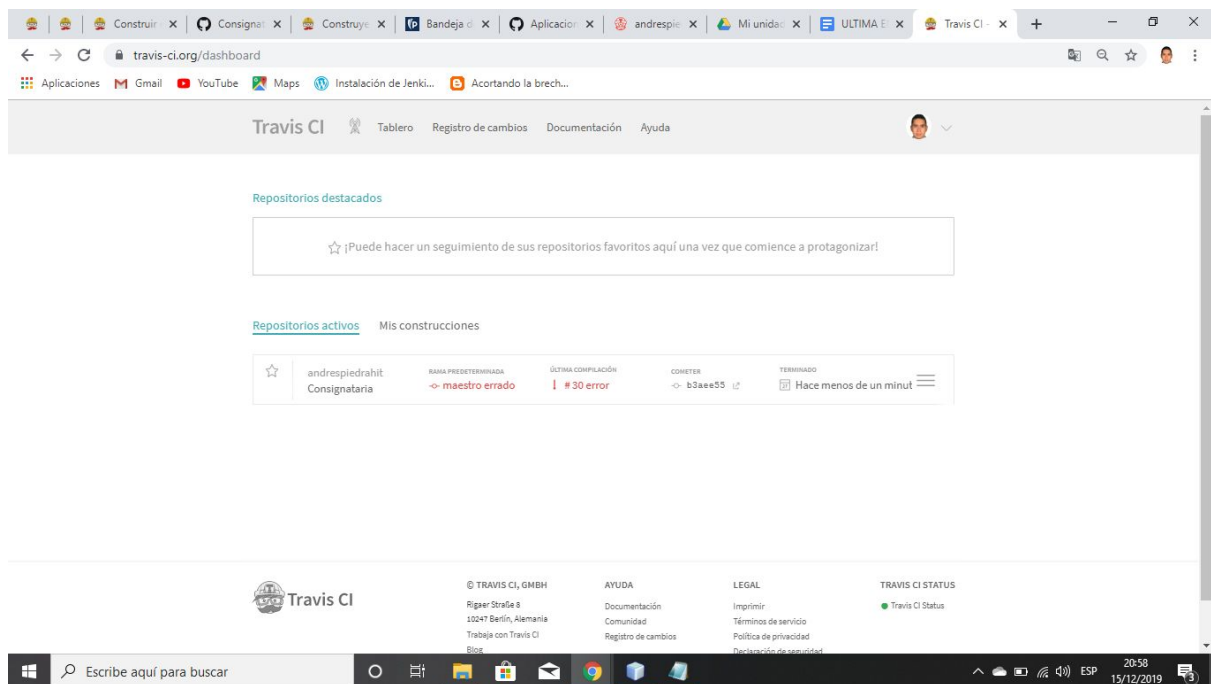 Construir
Consignat
Construye
Bandeja d
Aplicacion
andrespie
Mi unidad
ULTIMA E
Travis CI -
travis-ci.org/dashboard
Aplicaciones
Gmail
YouTube
Maps
Instalación de Jenki...
Acortando la brech...
Travis CI
Tablero
Registro de cambios
Documentación
Ayuda
Repositorios destacados
¡Puede hacer un seguimiento de sus repositorios favoritos aquí una vez que comience a protagonizar!
Repositorios activos
Mis construcciones
andrespiedrahit
Consignataria
RAMA PREDETERMINADA
maestro errado
ÚLTIMA COMPILACIÓN
# 30 error
COMETER
b3aee55
TERMINADO
Hace menos de un minut
Travis CI
© TRAVIS CI, GMBH
Rigaer Straße 8
10247 Berlín, Alemania
Trabaja con Travis CI
Blog
AYUDA
Documentación
Comunidad
Registro de cambios
LEGAL
Imprimir
Términos de servicio
Política de privacidad
Declaración de seguridad
TRAVIS CI STATUS
Travis CI Status
Escribe aquí para buscar
ESP
20:58
15/12/2019
3